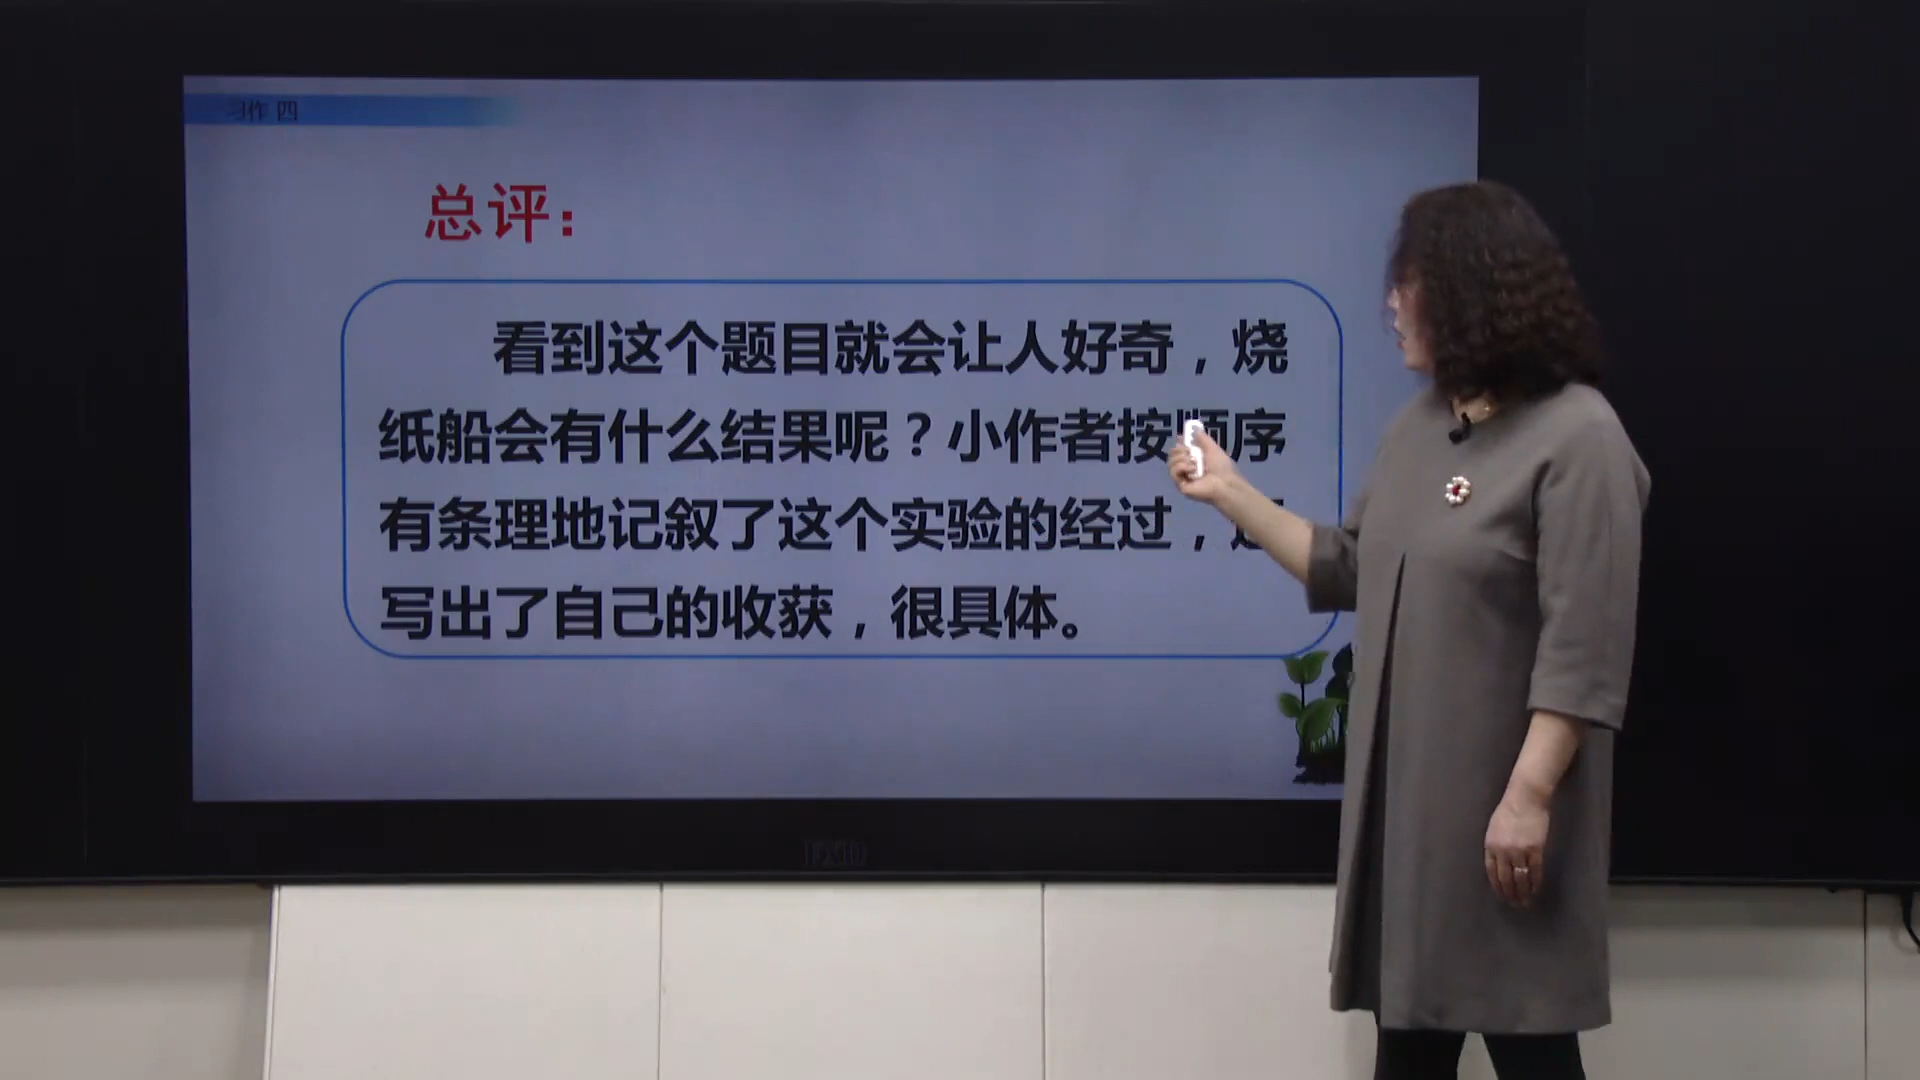 习作 四
总评：
看到这个题目就会让人好奇，烧
纸船会有什么结果呢？小作者按顺序
有条理地记叙了这个实验的经过，
写出了自己的收获，很具体。